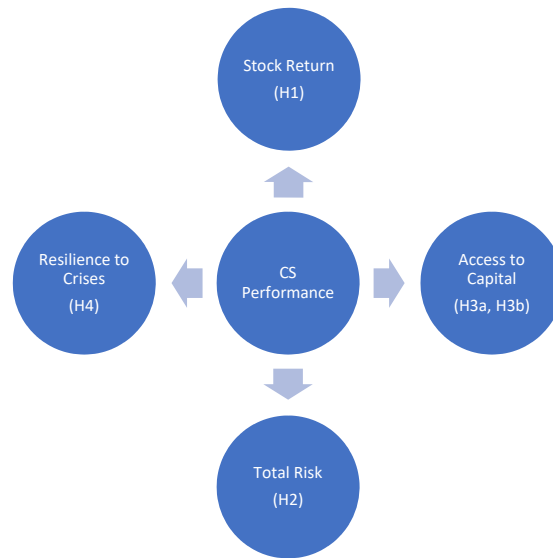 Stock Return
(H1)
Resilience to
Crises
(H4)
CS
Performance
Access to
Capital
(H3a, H3b)
Total Risk
(H2)